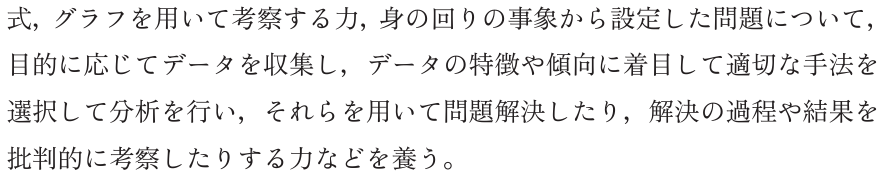 式, グラフを用いて考察する力, 身の回りの事象から設定した問題について,
目的に応じてデータを収集し, データの特徴や傾向に着目して適切な手法を
選択して分析を行い, それらを用いて問題解決したり, 解決の過程や結果を
批判的に考察したりする力などを養う。